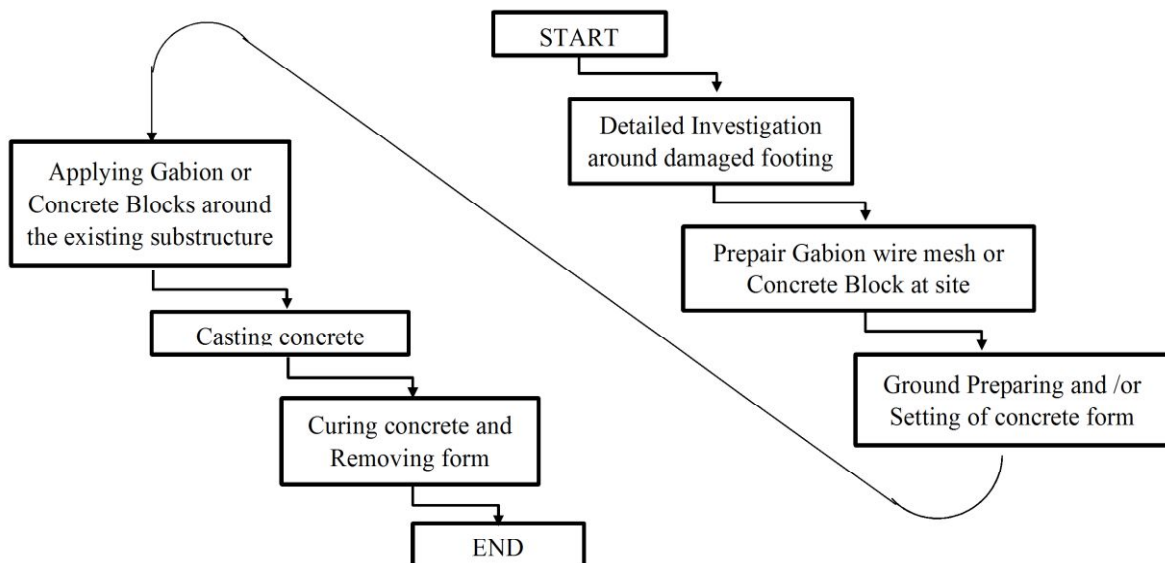 START
Detailed Investigation
around damaged footing
Prepair Gabion wire mesh or
Concrete Block at site
Ground Preparing and /or
Setting of concrete form
Applying Gabion or
Concrete Blocks around
the existing substructure
Casting concrete
Curing concrete and
Removing form
END